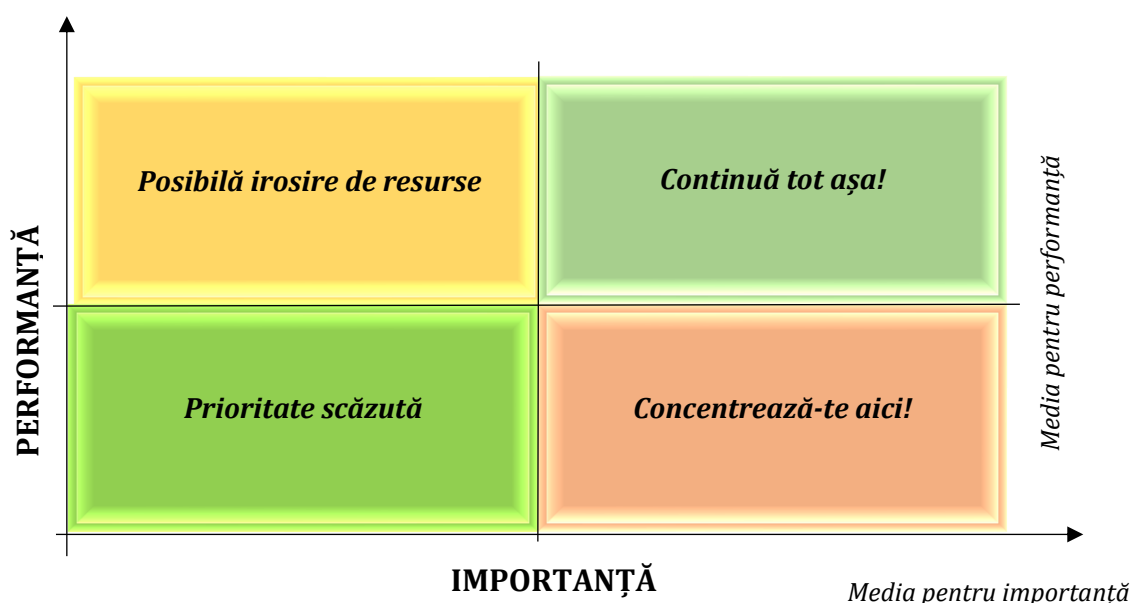 Posibilă irosire de resurse
Continuă tot așa!
Prioritate scăzută
Concentrează-te aici!
PERFORMANȚĂ
Media pentru performanță
IMPORTANȚĂ
Media pentru importanță